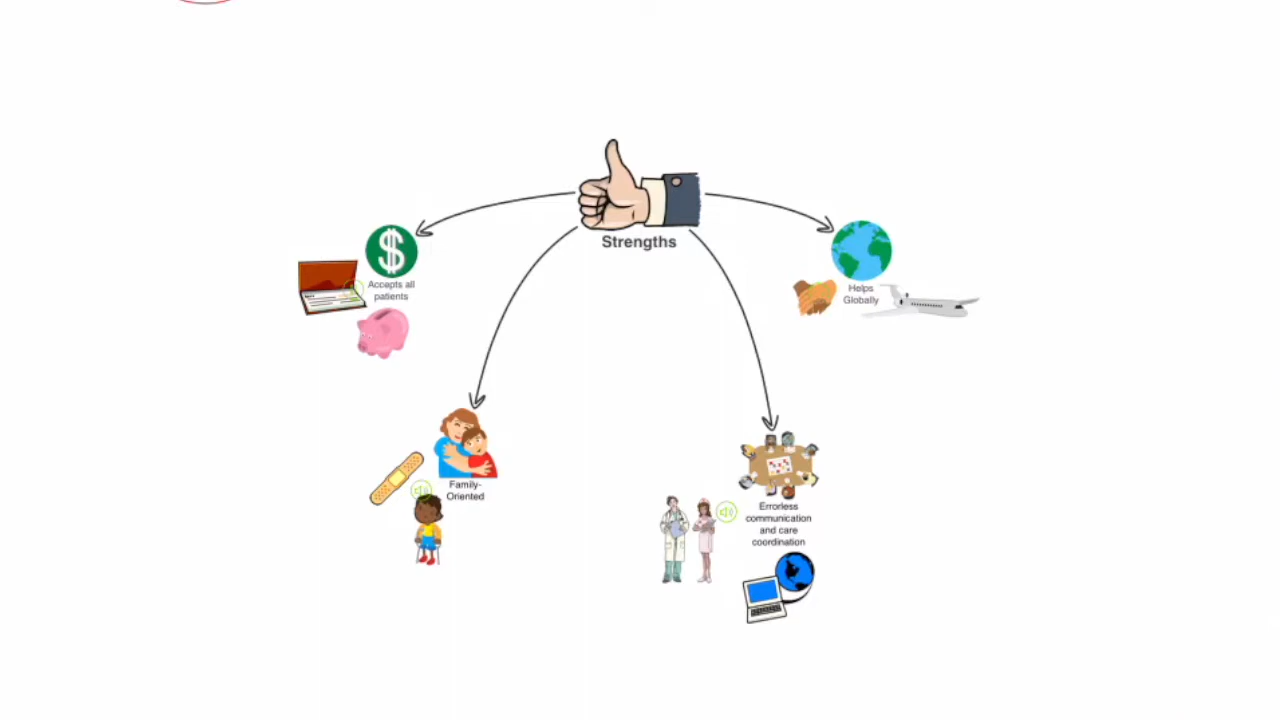 Strengths
Accepts all
patients
Helps
Globally
Family-
Oriented
Errorless
communication
and care
coordination